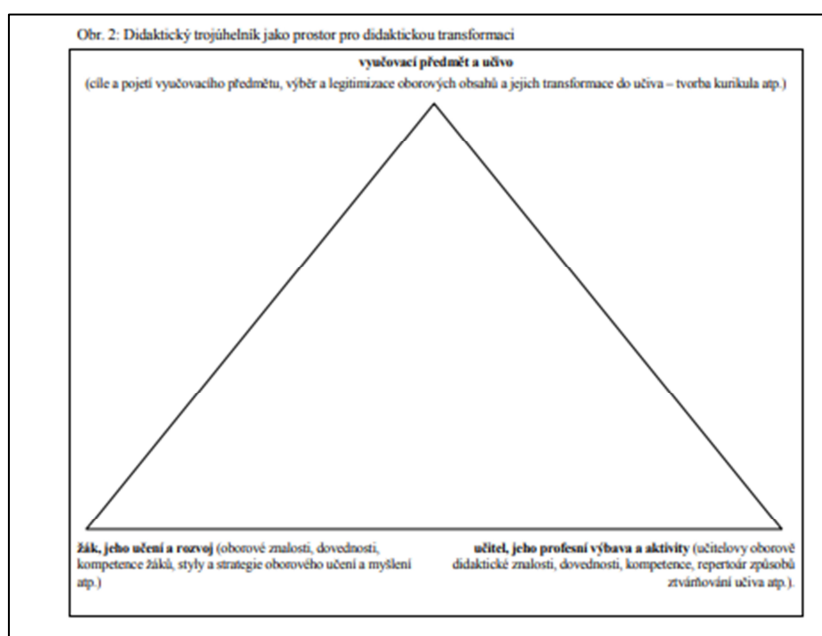 Obr. 2: Didaktický trojúhelník jako prostor pro didaktickou transformaci
vyučovací předmět a učivo
(cíle a pojetí vyučovacího předmětu, výběr a legitimizace oborových obsahů a jejich transformace do učiva – tvorba kurikula atp.)
žák, jeho učení a rozvoj (oborové znalosti, dovednosti,
kompetence žáků, styly a strategie oborového učení a myšlení
atp.)
učitel, jeho profesní výbava a aktivity (učitelovy oborově
didaktické znalosti, dovednosti, kompetence, repertoár způsobů
ztvárňování učiva atp.).